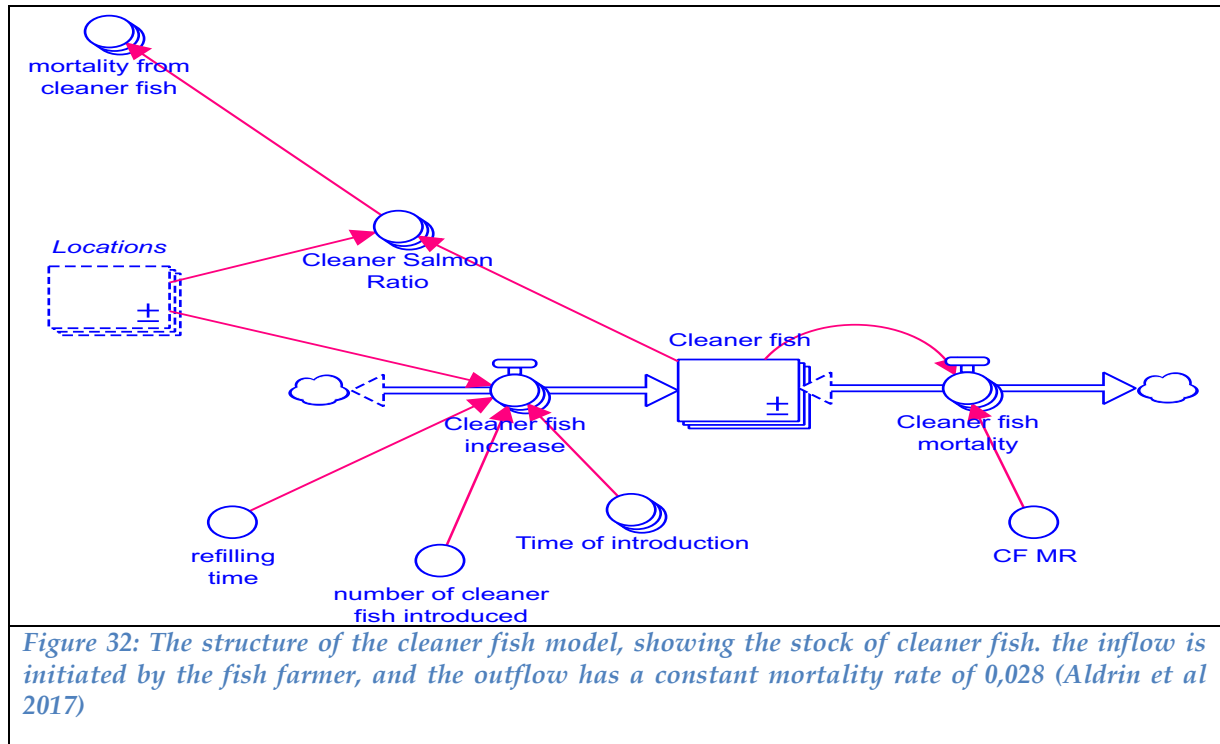 mortality from
cleaner fish
Locations
Cleaner Salmon
Ratio
Cleaner fish
Cleaner fish
increase
Cleaner fish
mortality
refilling
time
number of cleaner
fish introduced
Time of introduction
CF MR
Figure 32: The structure of the cleaner fish model, showing the stock of cleaner fish. the inflow is
initiated by the fish farmer, and the outflow has a constant mortality rate of 0,028 (Aldrin et al
2017)